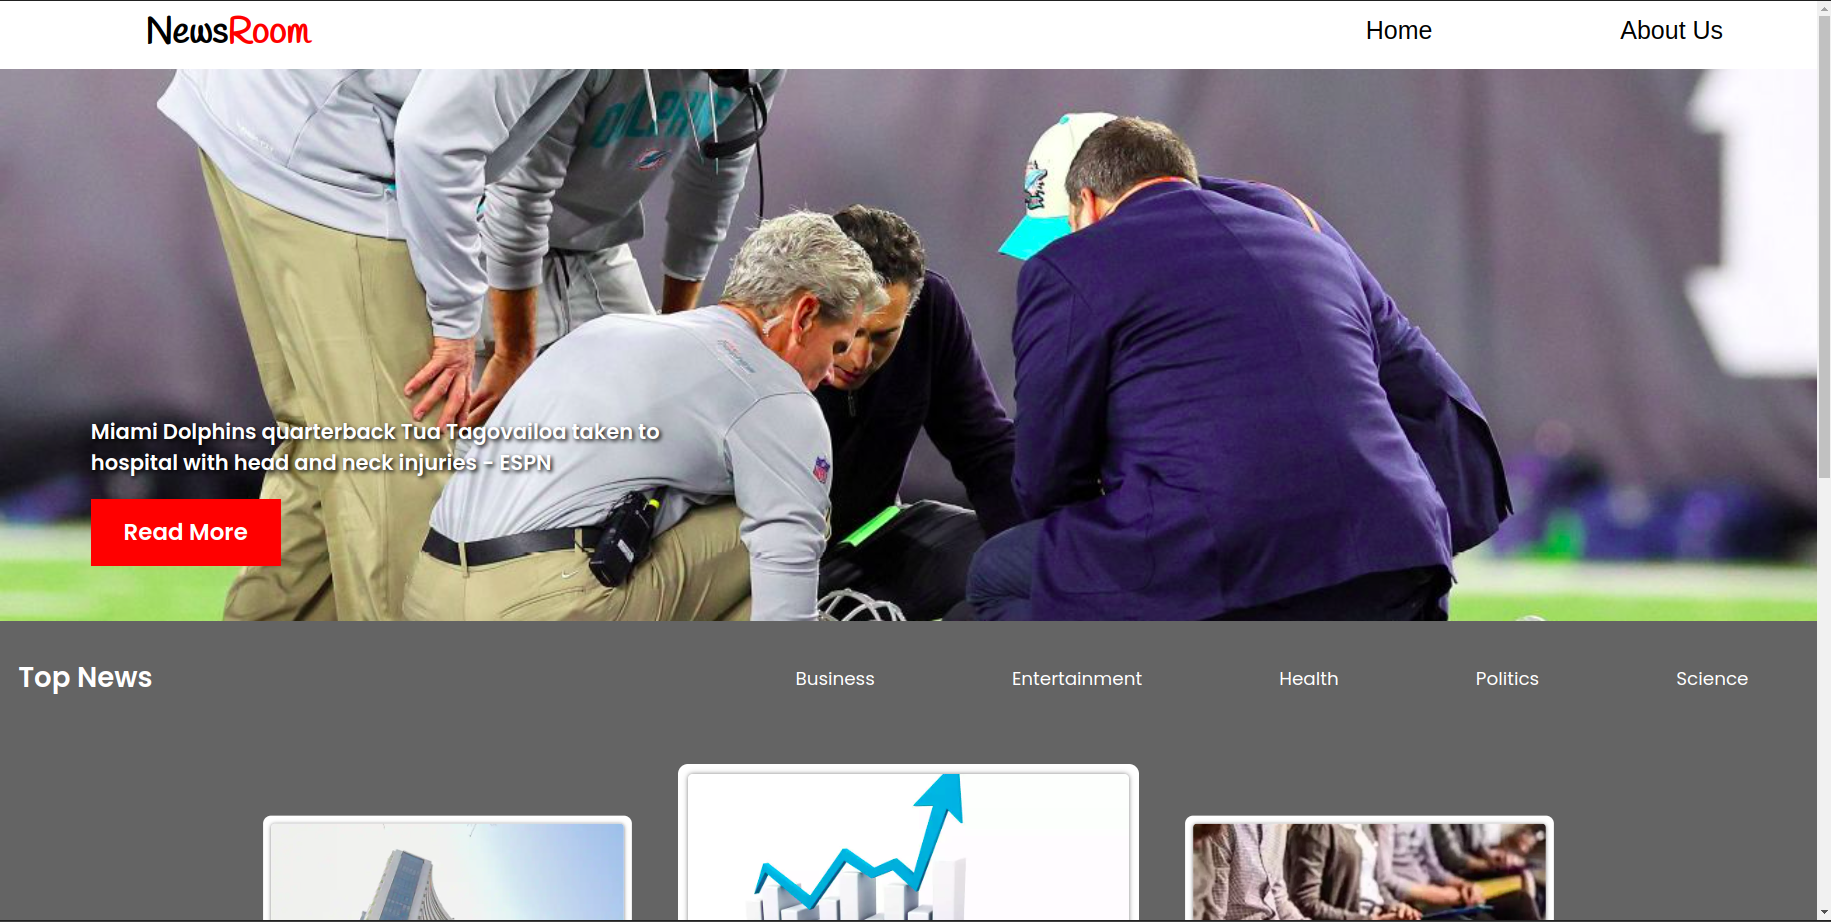 NewsRoom
Home
About Us
DOLPHINS
Miami Dolphins quarterback Tua Tagovailoa taken to
hospital with head and neck injuries - ESPN
Read More
Top News
Business
Entertainment
Health
Politics
Science